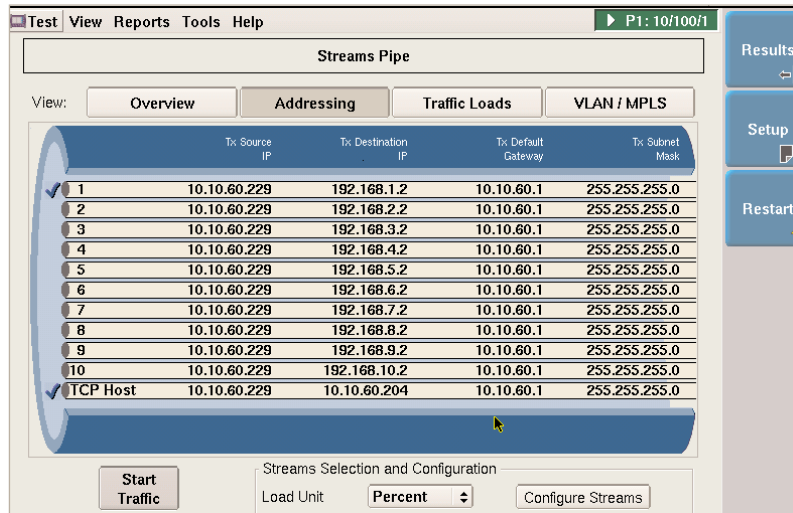 Test View Reports Tools Help P1: 10/100/1
Streams Pipe
Results
View: Overview Addressing Traffic Loads VLAN / MPLS
Setup
Tx Source IP Tx Destination IP Tx Default Gateway Tx Subnet Mask
1 10.10.60.229 192.168.1.2 10.10.60.1 255.255.255.0
2 10.10.60.229 192.168.2.2 10.10.60.1 255.255.255.0
Restart
3 10.10.60.229 192.168.3.2 10.10.60.1 255.255.255.0
4 10.10.60.229 192.168.4.2 10.10.60.1 255.255.255.0
5 10.10.60.229 192.168.5.2 10.10.60.1 255.255.255.0
6 10.10.60.229 192.168.6.2 10.10.60.1 255.255.255.0
7 10.10.60.229 192.168.7.2 10.10.60.1 255.255.255.0
8 10.10.60.229 192.168.8.2 10.10.60.1 255.255.255.0
9 10.10.60.229 192.168.9.2 10.10.60.1 255.255.255.0
10 10.10.60.229 192.168.10.2 10.10.60.1 255.255.255.0
TCP Host 10.10.60.229 10.10.60.204 10.10.60.1 255.255.255.0
Start Traffic
Streams Selection and Configuration
Load Unit Percent Configure Streams